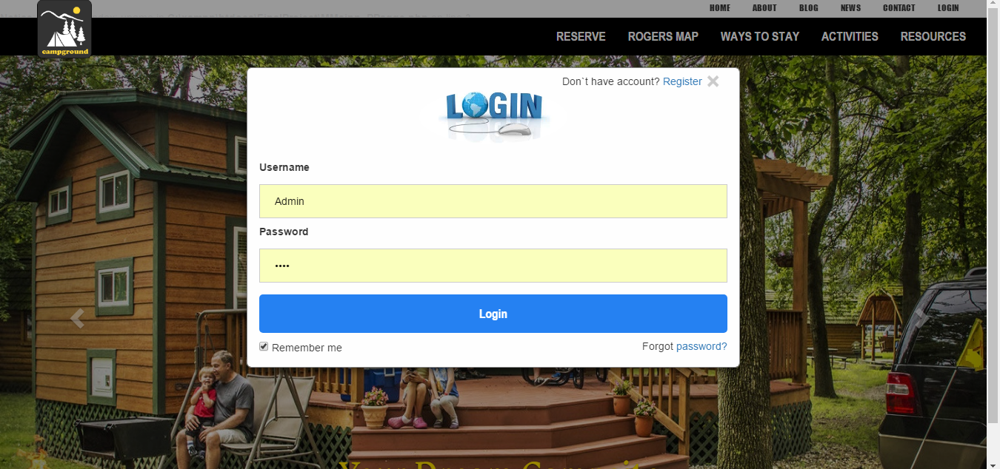 HOME ABOUT BLOG NEWS CONTACT LOGIN
campground
RESERVE ROGERS MAP WAYS TO STAY ACTIVITIES RESOURCES
Don`t have account? Register
LOGIN
Username
Admin
Password
••••
Login
Remember me
Forgot password?